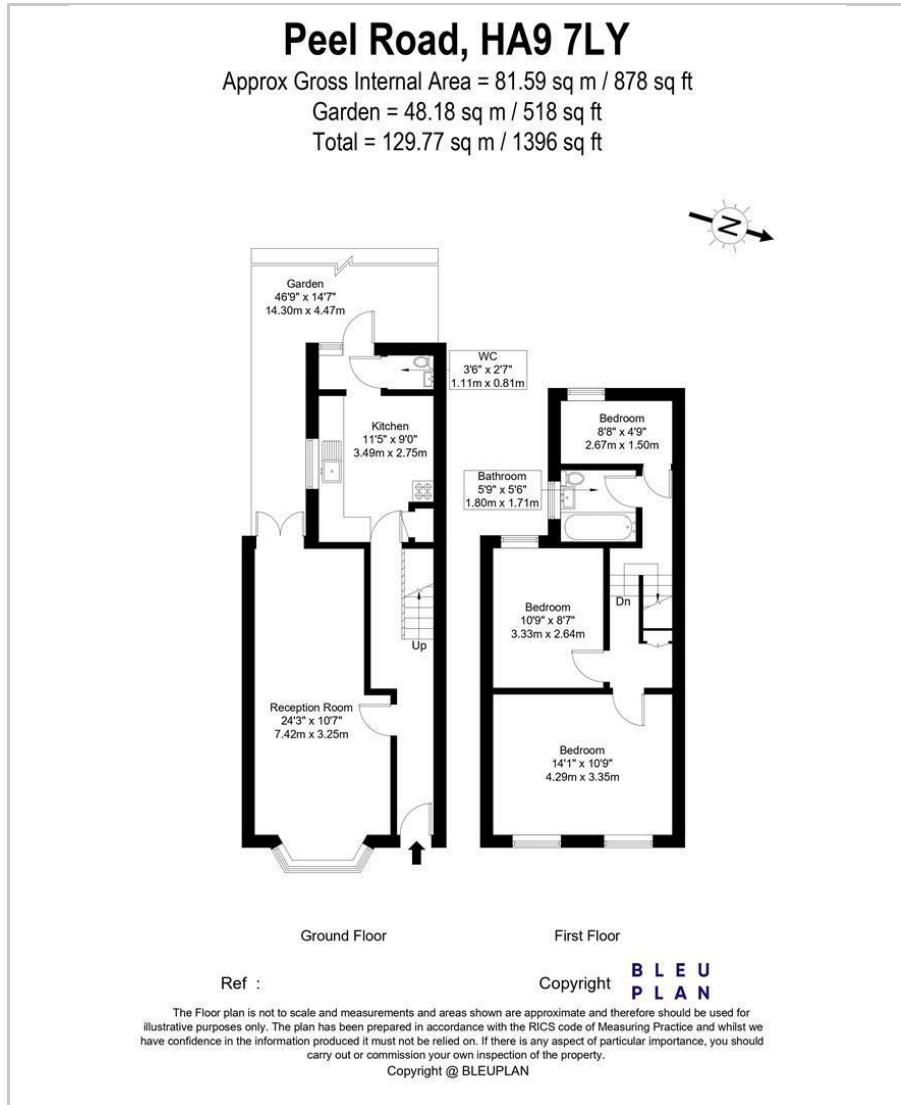 Peel Road, HA9 7LY
Approx Gross Internal Area = 81.59 sq m / 878 sq ft
Garden = 48.18 sq m / 518 sq ft
Total = 129.77 sq m / 1396 sq ft
N
Garden
46'9" x 14'7"
14.30m x 4.47m
WC
3'6" x 2'7"
1.11m x 0.81m
Kitchen
11'5" x 9'0"
3.49m x 2.75m
Up
Reception Room
24'3" x 10'7"
7.42m x 3.25m
Bedroom
8'8" x 4'9"
2.67m x 1.50m
Bathroom
5'9" x 5'6"
1.80m x 1.71m
Dn
Bedroom
10'9" x 8'7"
3.33m x 2.64m
Bedroom
14'1" x 10'9"
4.29m x 3.35m
Ground Floor
First Floor
Ref :
Copyright
BLEU
PLAN
The Floor plan is not to scale and measurements and areas shown are approximate and therefore should be used for
illustrative purposes only. The plan has been prepared in accordance with the RICS code of Measuring Practice and whilst we
have confidence in the information produced it must not be relied on. If there is any aspect of particular importance, you should
carry out or commission your own inspection of the property.
Copyright @ BLEUPLAN